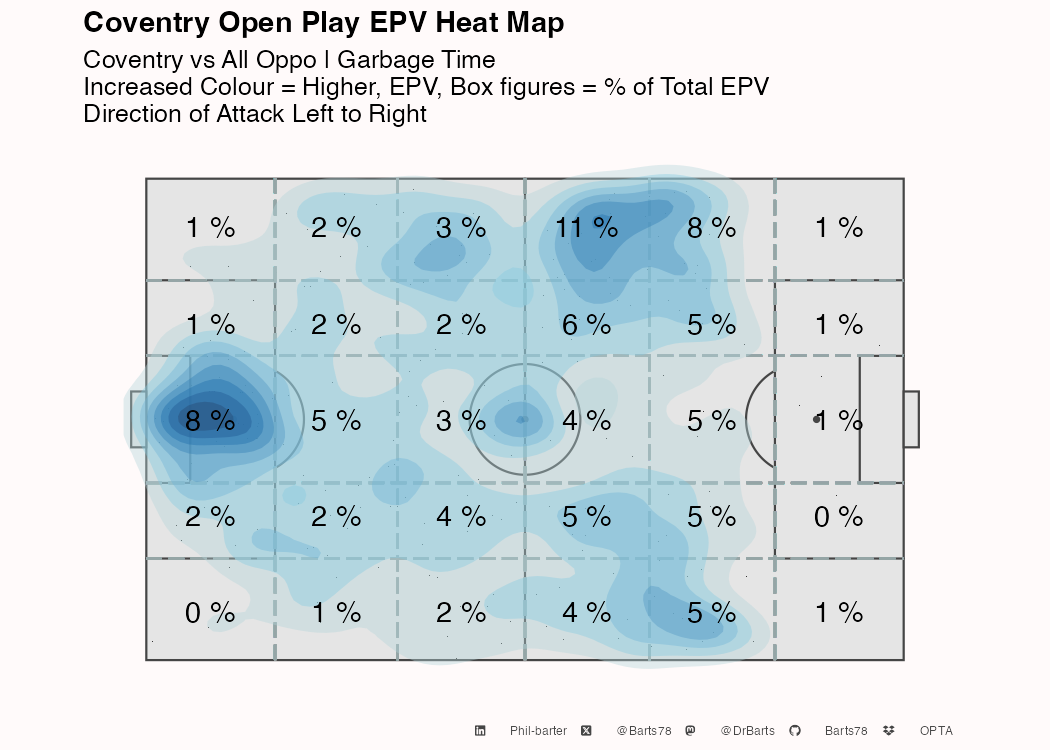 Coventry Open Play EPV Heat Map
Coventry vs All Oppo | Garbage Time
Increased Colour = Higher, EPV, Box figures = % of Total EPV
Direction of Attack Left to Right
1 % 2 % 3 % 11 % 8 % 1 %
1 % 2 % 2 % 6 % 5 % 1 %
8 % 5 % 3 % 4 % 5 % 1 %
2 % 2 % 4 % 5 % 5 % 0 %
0 % 1 % 2 % 4 % 5 % 1 %
Phil-barter @Barts78 @DrBarts Barts78 OPTA